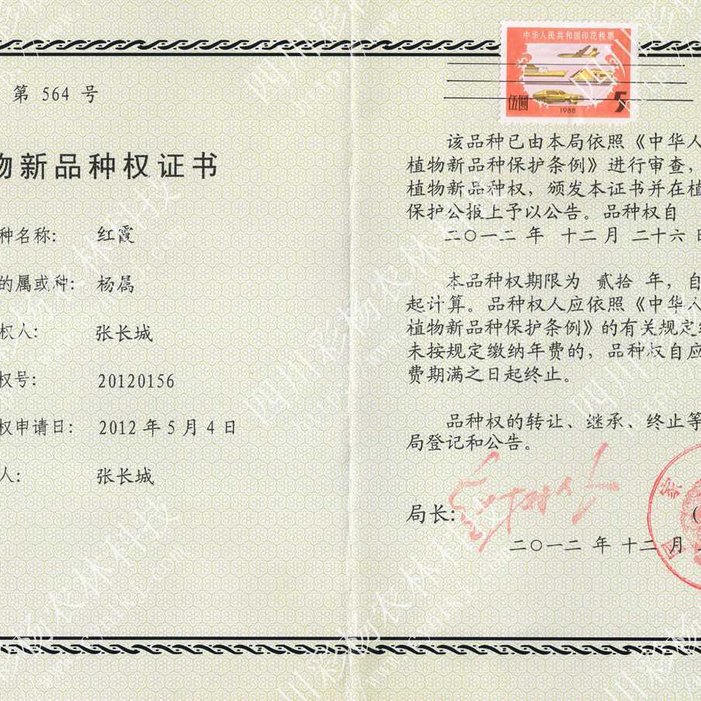 第 564 号
物新品种权证书
种名称： 红霞
的属或种： 杨属
权人： 张长城
权号： 20120156
权申请日： 2012 年 5 月 4 日
人： 张长城
中华人民共和国印花税票
伍圆
1988
5
该品种已由本局依照《中华人
植物新品种保护条例》进行审查，
植物新品种权，颁发本证书并在植
保护公报上予以公告。品种权自
二〇一二 年 十二月 二十六 日
本品种权期限为 贰拾 年，自
起计算。品种权人应依照《中华人
植物新品种保护条例》的有关规定缴
未按规定缴纳年费的，品种权自应
费期满之日起终止。
品种权的转让、继承、终止等
局登记和公告。
局长：
二〇一二 年 十二 月
四川彩杨农林科技